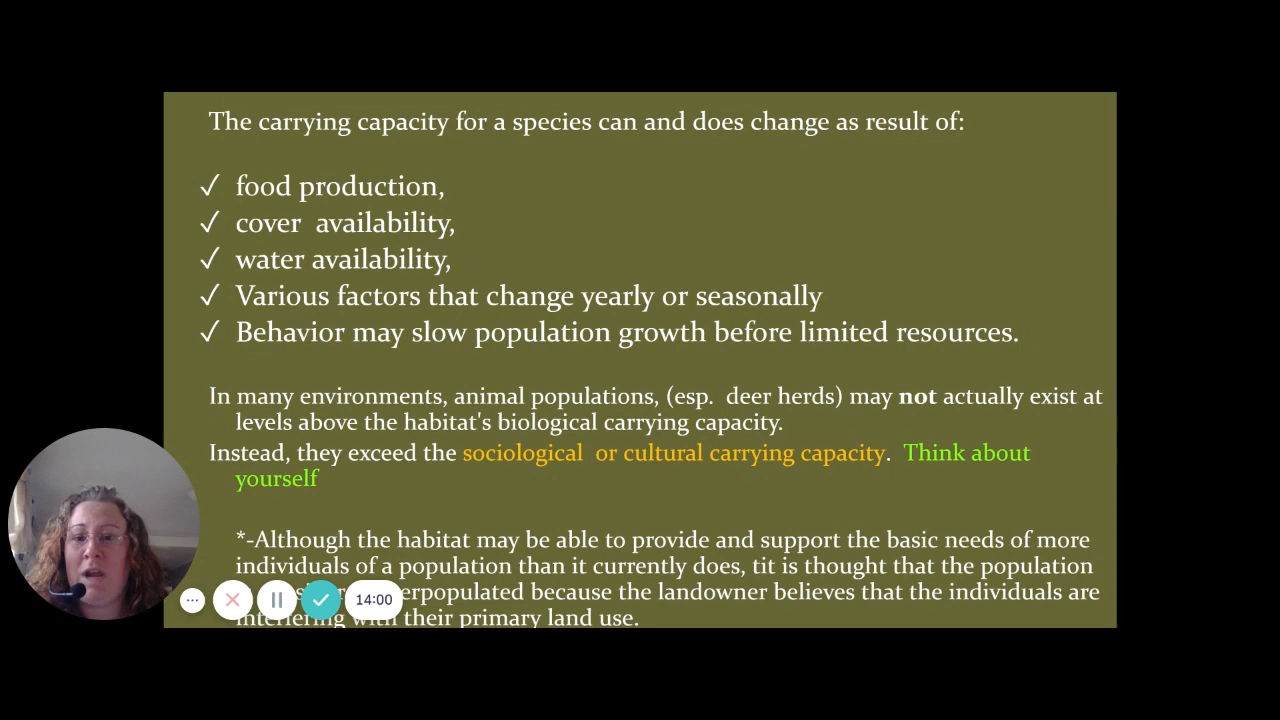 The carrying capacity for a species can and does change as result of:
✓ food production,
✓ cover availability,
✓ water availability,
✓ Various factors that change yearly or seasonally
✓ Behavior may slow population growth before limited resources.
In many environments, animal populations, (esp. deer herds) may not actually exist at
levels above the habitat's biological carrying capacity.
Instead, they exceed the sociological or cultural carrying capacity. Think about
yourself
*-Although the habitat may be able to provide and support the basic needs of more
individuals of a population than it currently does, tit is thought that the population
erpopulated because the landowner believes that the individuals are
interfering with their primary land use.
14:00